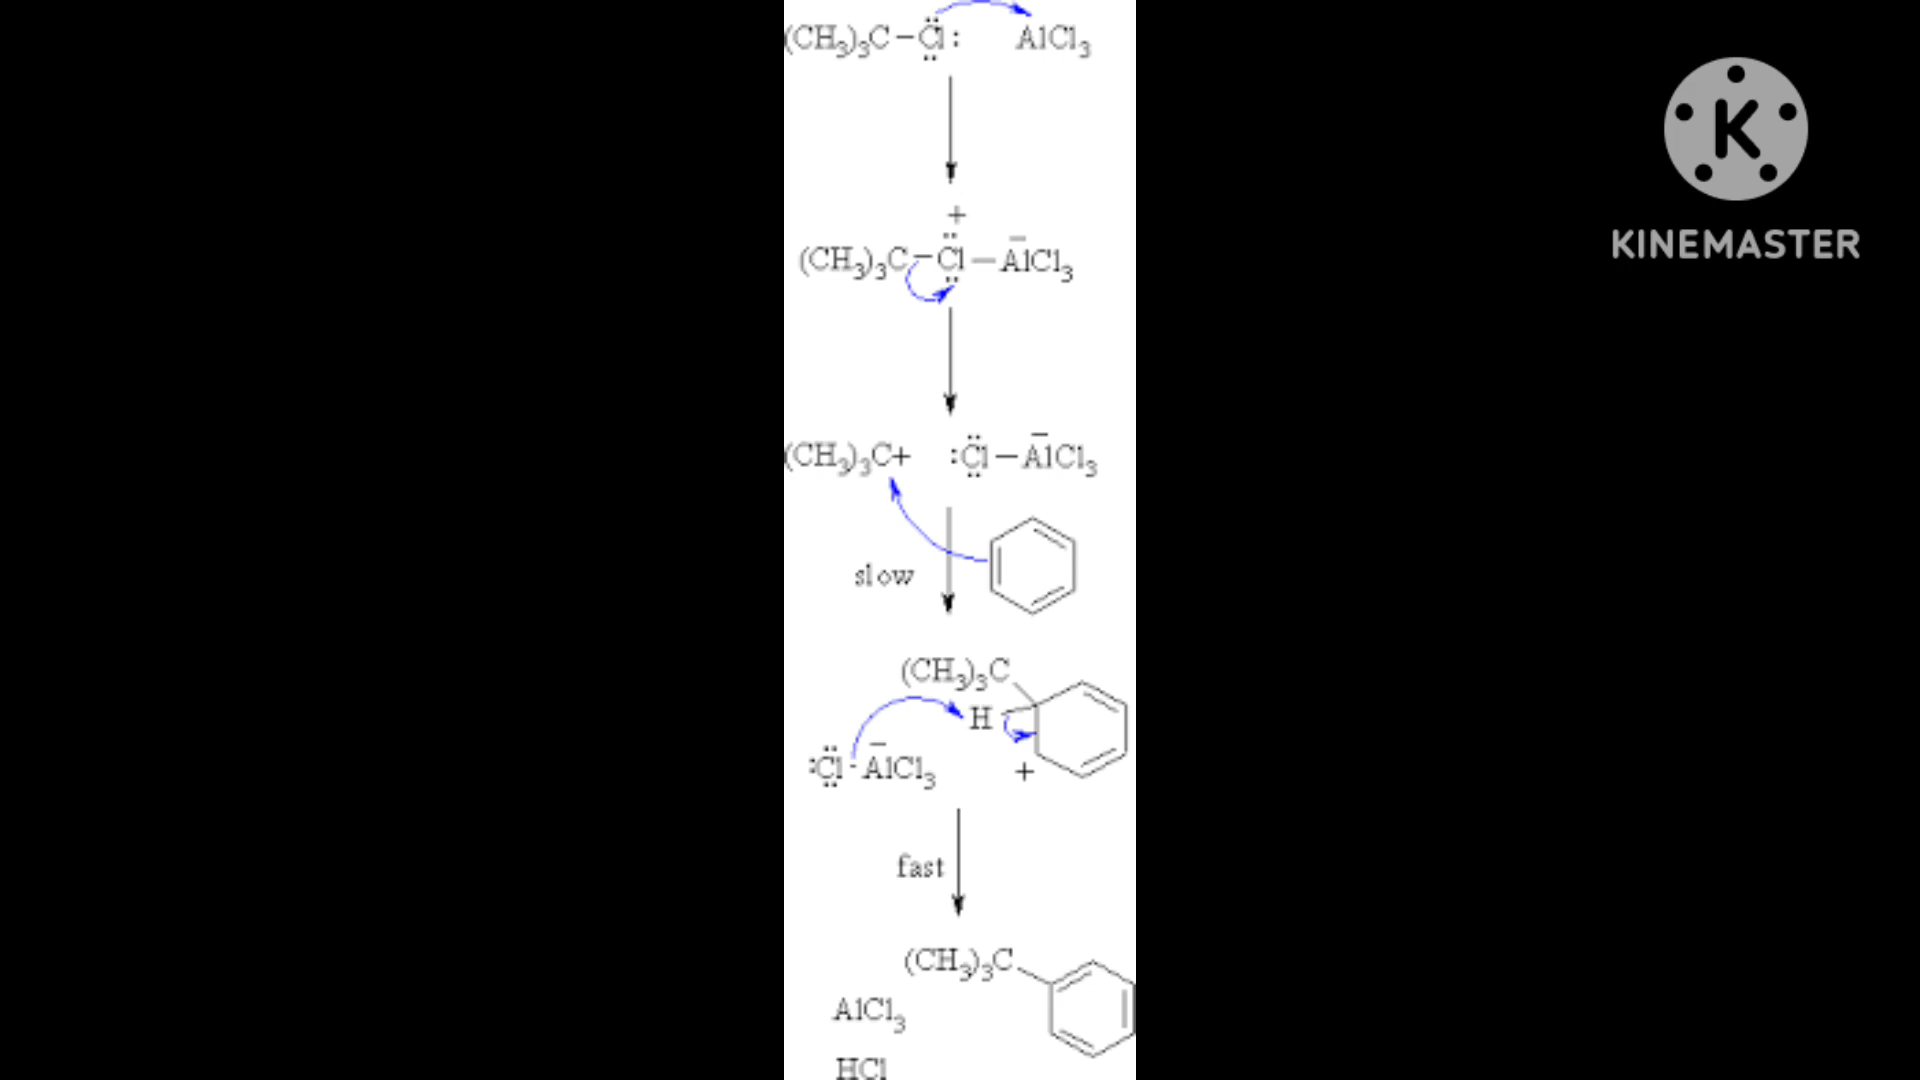 (CH3)3C–Cl: AlCl3
+
(CH3)3C–Cl–AlCl3
(CH3)3C+ :Cl–AlCl3
slow
(CH3)3C
H
:Cl-AlCl3
+
fast
(CH3)3C
AlCl3
HCl
K
KINEMASTER